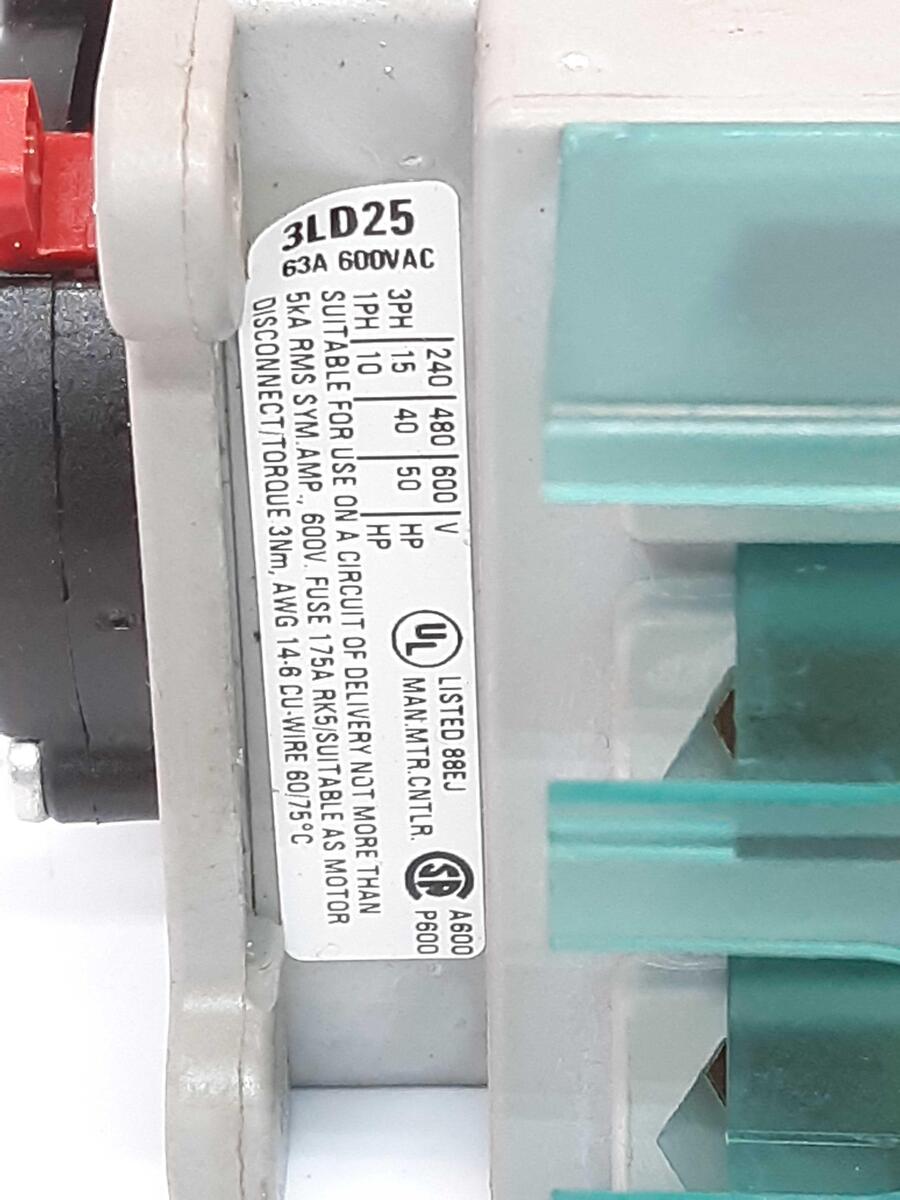 3LD25
63A 600VAC
240 480 600 V
3PH 15 40 50 HP
1PH 10 HP
UL LISTED 88EJ
MAN.MTR.CNTLR.
SP A600
P600
SUITABLE FOR USE ON A CIRCUIT OF DELIVERY NOT MORE THAN
5kA RMS SYM.AMP., 600V. FUSE 175A RK5/SUITABLE AS MOTOR
DISCONNECT/TORQUE 3Nm, AWG 14-6 CU-WIRE 60/75°C